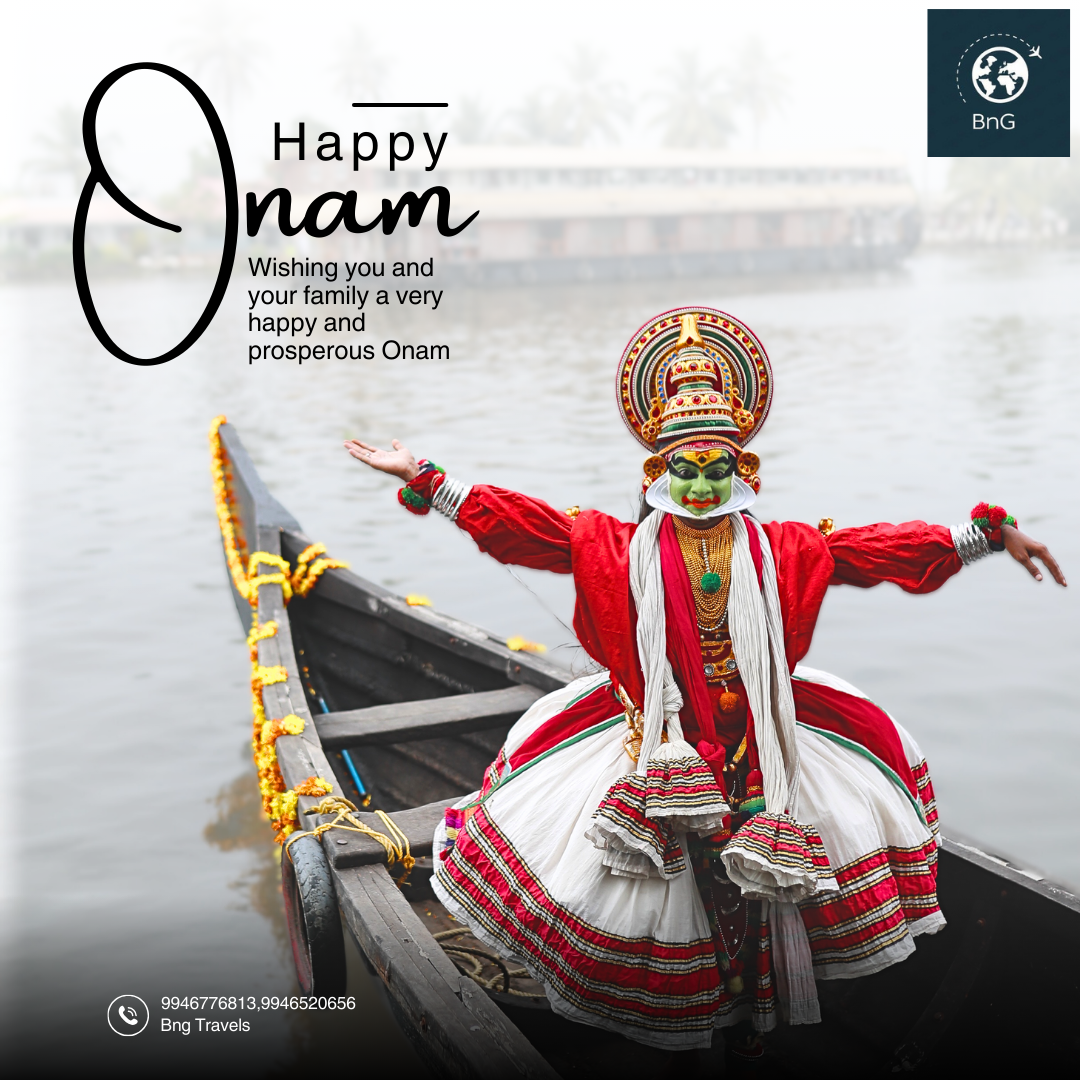 BnG
Happy
Onam
Wishing you and
your family a very
happy and
prosperous Onam
9946776813,9946520656
Bng Travels